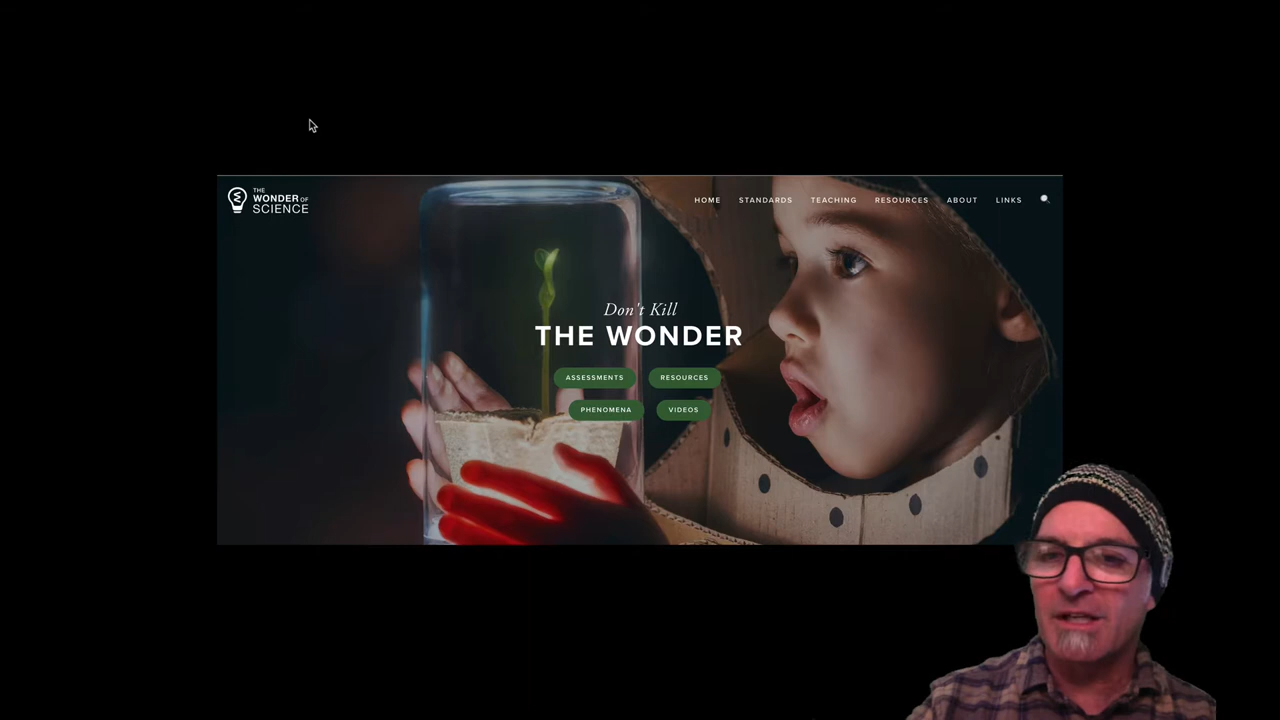 THE
WONDER OF
SCIENCE
HOME STANDARDS TEACHING RESOURCES ABOUT LINKS
Don't Kill
THE WONDER
ASSESSMENTS RESOURCES
PHENOMENA VIDEOS